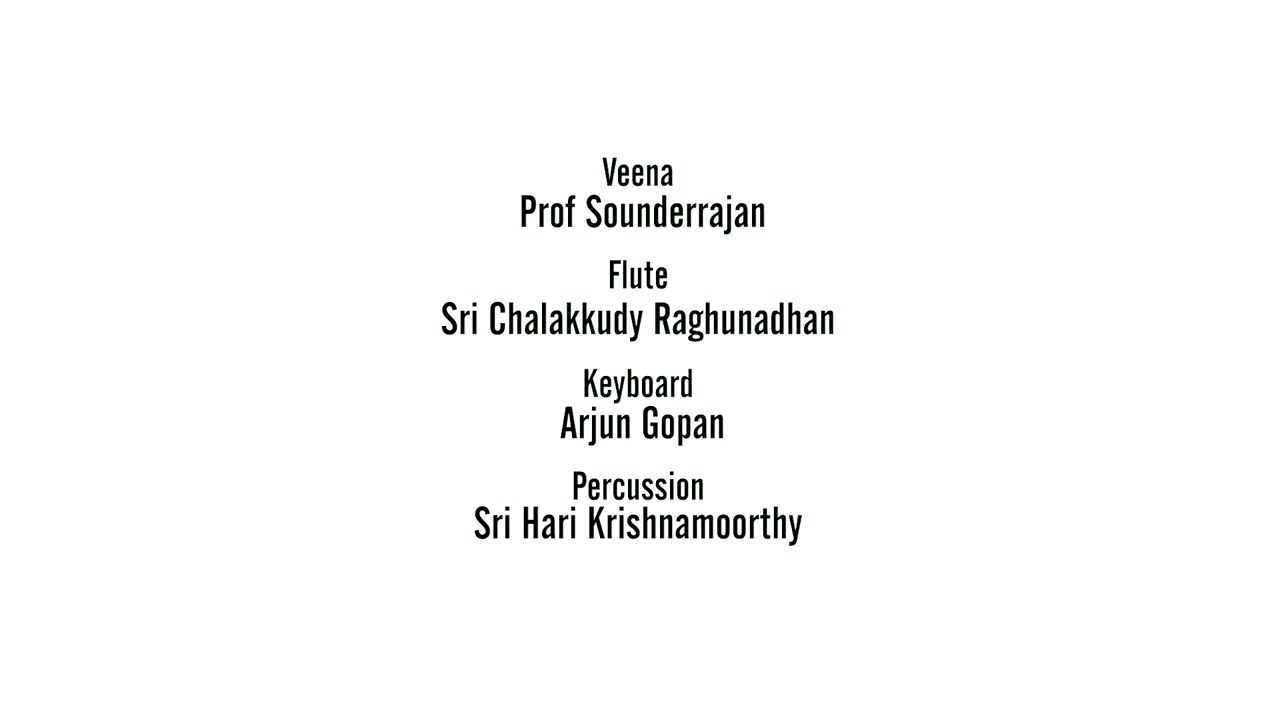 Veena
Prof Sounderrajan
Flute
Sri Chalakkudy Raghunadhan
Keyboard
Arjun Gopan
Percussion
Sri Hari Krishnamoorthy